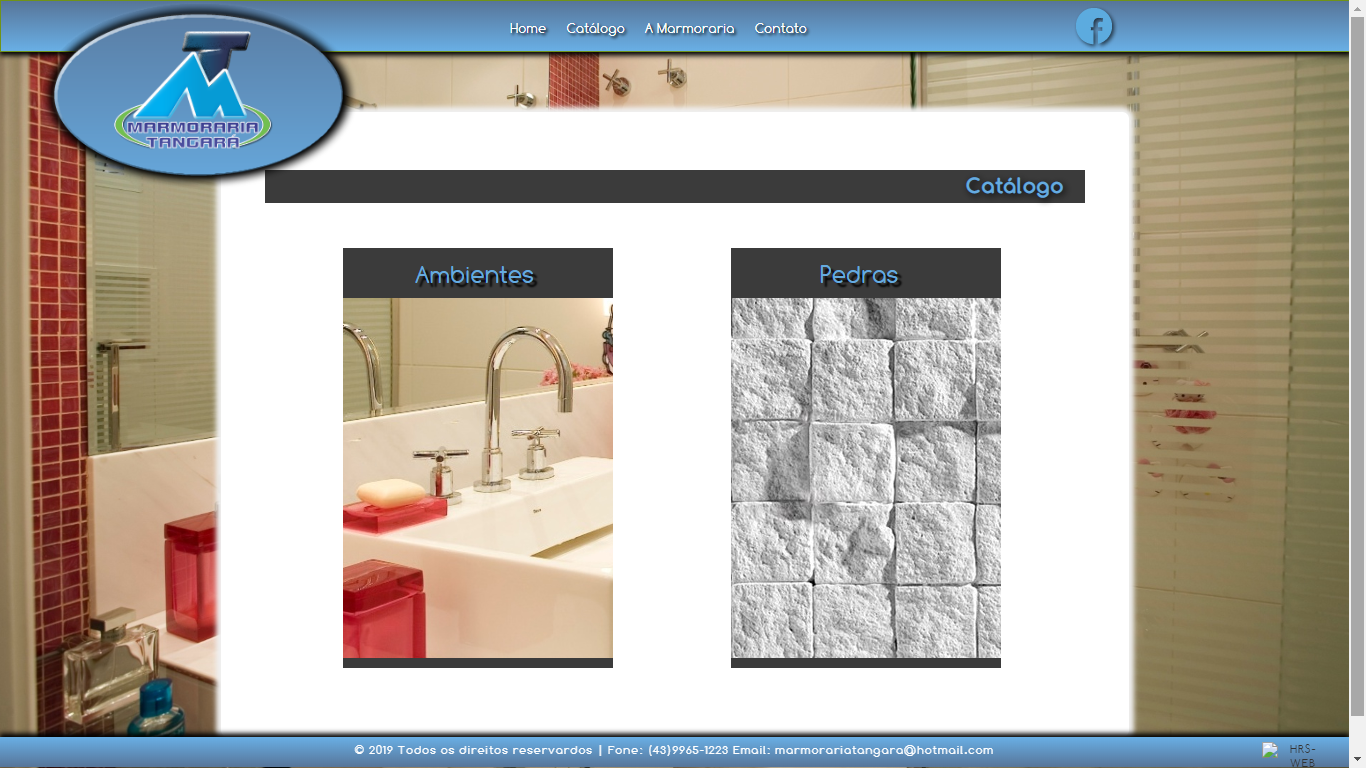 Home Catálogo A Marmoraria Contato
f
MT
MARMORARIA
TANGARÁ
Catálogo
Ambientes
Pedras
© 2019 Todos os direitos reservardos | Fone: (43)9965-1223 Email: marmorariatangara@hotmail.com
HRS-
WEB